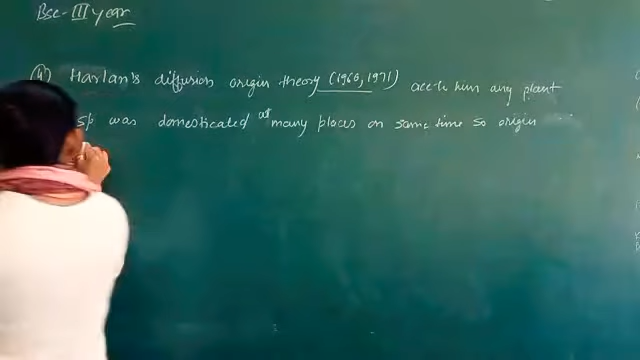 Bsc - III year
(4) Harlan's diffusion origin theory (1960, 1971) acc to him any plant
sp was domesticated at many places on same time so origin